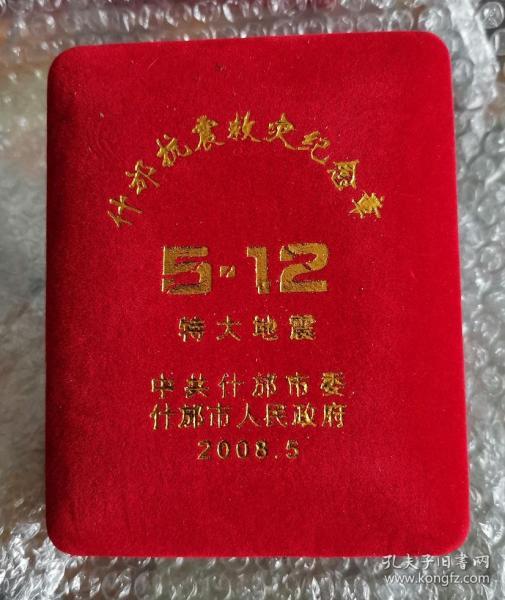 什邡抗震救灾纪念章
5·12
特大地震
中共什邡市委
什邡市人民政府
2008.5
孔夫子旧书网
www.kongfz.com